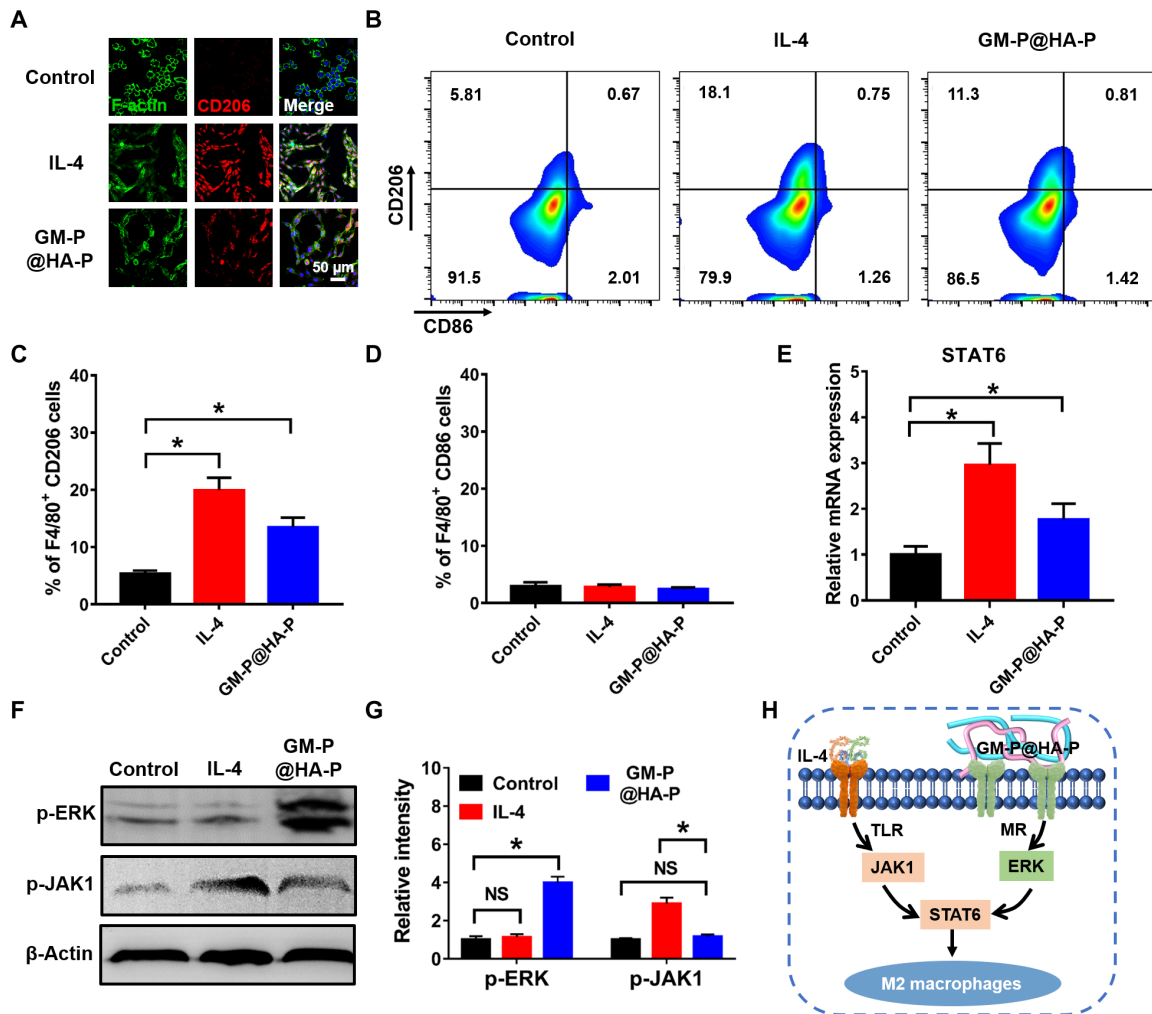 A
Control
F-actin
CD206
Merge
IL-4
GM-P
@HA-P
50 μm
B
Control
IL-4
GM-P@HA-P
5.81
0.67
91.5
2.01
18.1
0.75
79.9
1.26
11.3
0.81
86.5
1.42
CD206
CD86
C
% of F4/80+ CD206 cells
40
30
20
10
0
*
*
Control
IL-4
GM-P@HA-P
D
% of F4/80+ CD86 cells
40
30
20
10
0
Control
IL-4
GM-P@HA-P
E
STAT6
Relative mRNA expression
5
4
3
2
1
0
*
*
Control
IL-4
GM-P@HA-P
F
Control
IL-4
GM-P
@HA-P
p-ERK
p-JAK1
β-Actin
G
Relative intensity
10
8
6
4
2
0
Control
IL-4
GM-P
@HA-P
*
NS
*
NS
p-ERK
p-JAK1
H
IL-4
GM-P@HA-P
TLR
MR
JAK1
ERK
STAT6
M2 macrophages